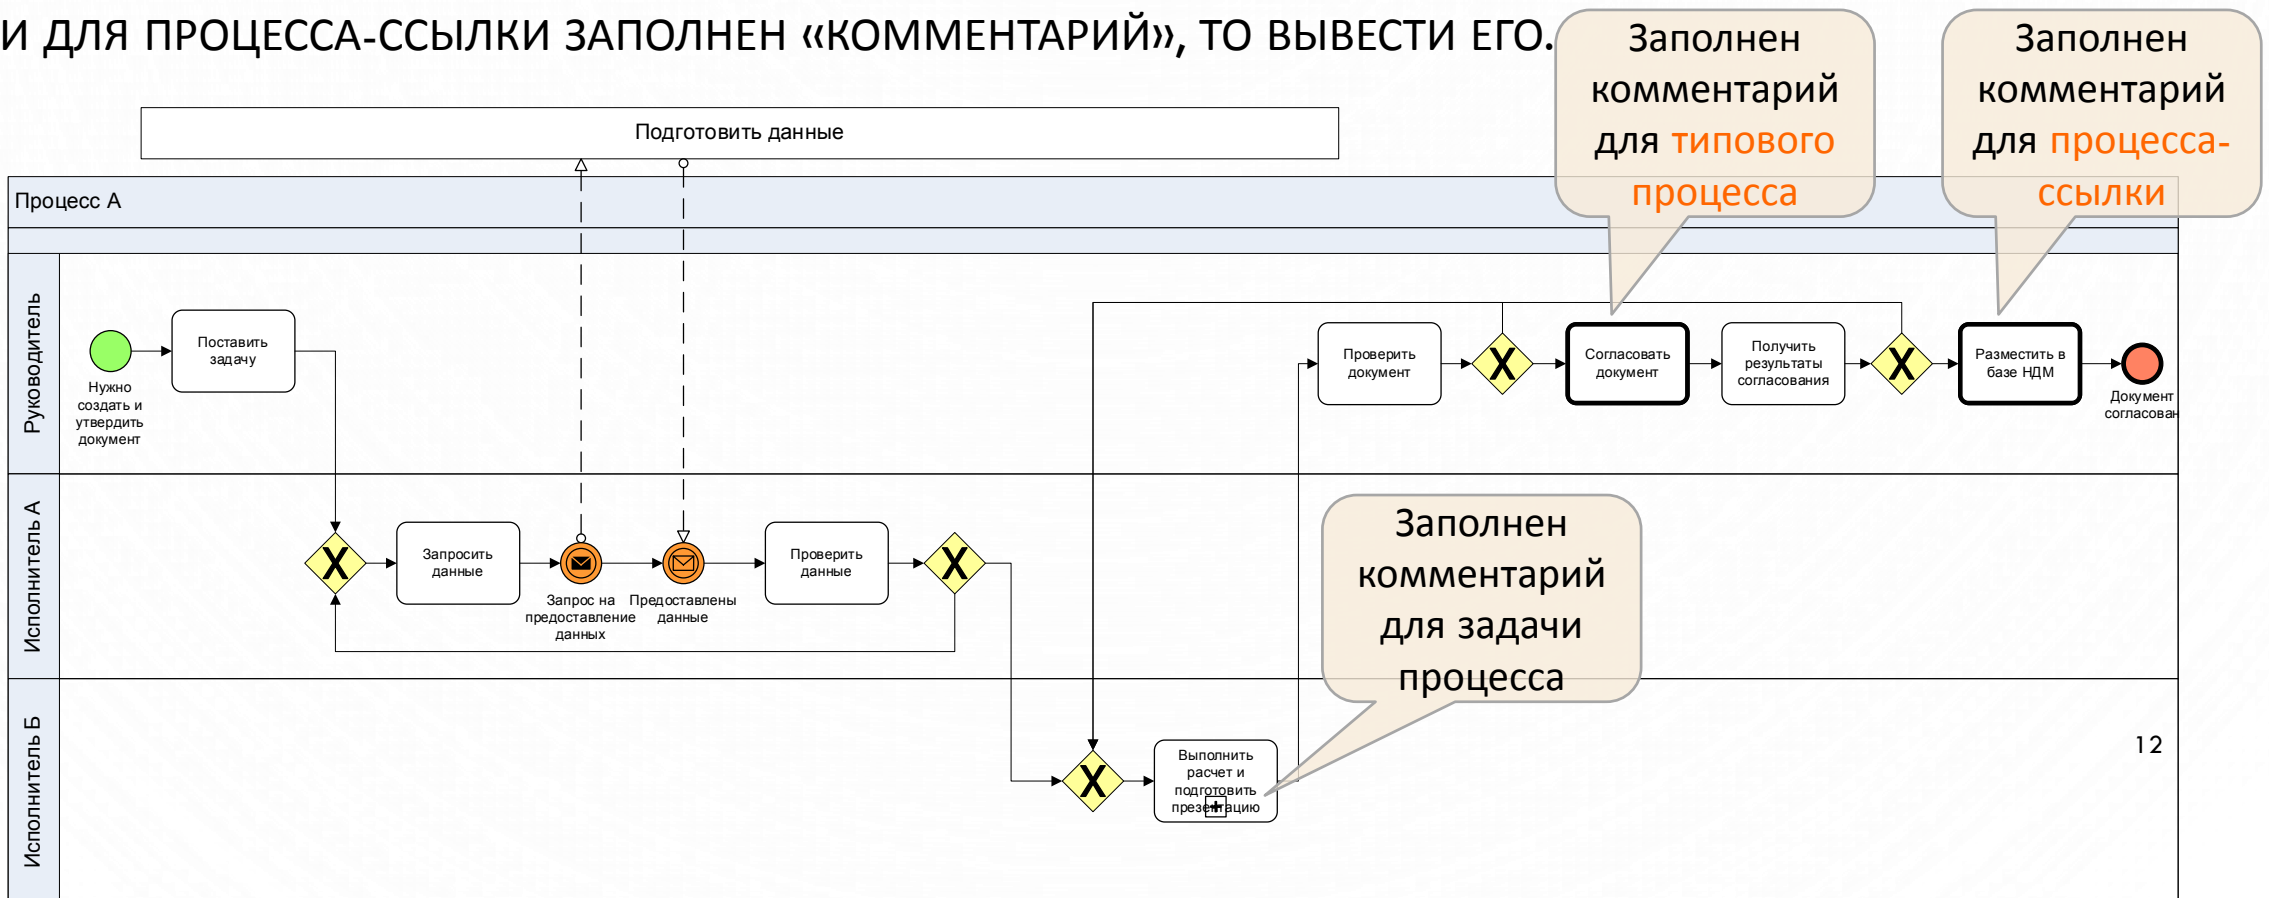 И ДЛЯ ПРОЦЕССА-ССЫЛКИ ЗАПОЛНЕН «КОММЕНТАРИЙ», ТО ВЫВЕСТИ ЕГО.
Заполнен
комментарий
для типового
процесса
Заполнен
комментарий
для процесса-
ссылки
Подготовить данные
Процесс А
Руководитель
Нужно
создать и
утвердить
документ
Поставить
задачу
Проверить
документ
X
Согласовать
документ
Получить
результаты
согласования
X
Разместить в
базе НДМ
Документ
согласован
Исполнитель А
X
Запросить
данные
Запрос на
предоставление
данных
Предоставлены
данные
Проверить
данные
X
Заполнен
комментарий
для задачи
процесса
Исполнитель Б
X
Выполнить
расчет и
подготовить
презентацию
12